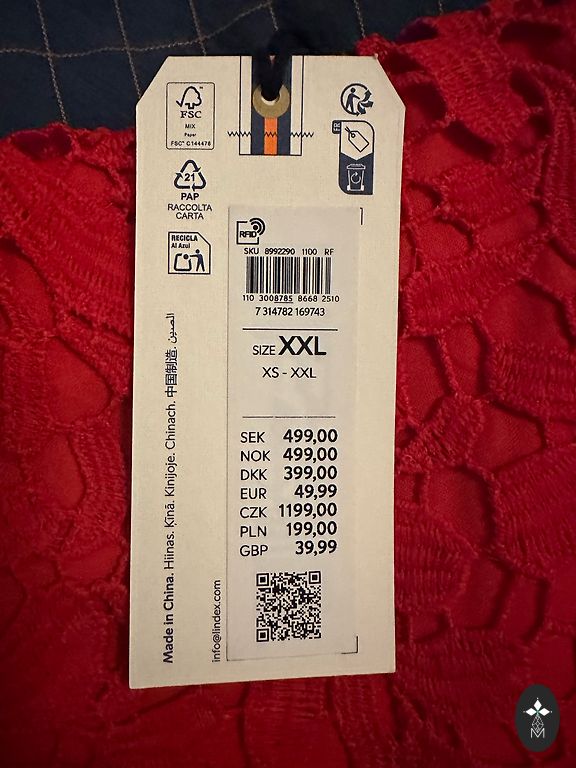 FSC
MIX
Paper
FSC® C144476
21
PAP
RACCOLTA
CARTA
RECICLA
Al Azul
FR
RFID
SKU 8992290 1100 RF
110 3008785 8668 2510
7 314782 169743
SIZE XXL
XS - XXL
SEK 499,00
NOK 499,00
DKK 399,00
EUR 49,99
CZK 1199,00
PLN 199,00
GBP 39,99
Made in China. Hiinas. Ķīnā. Kinijoje. Chinach. 中国制造. الصين
info@lindex.com
M